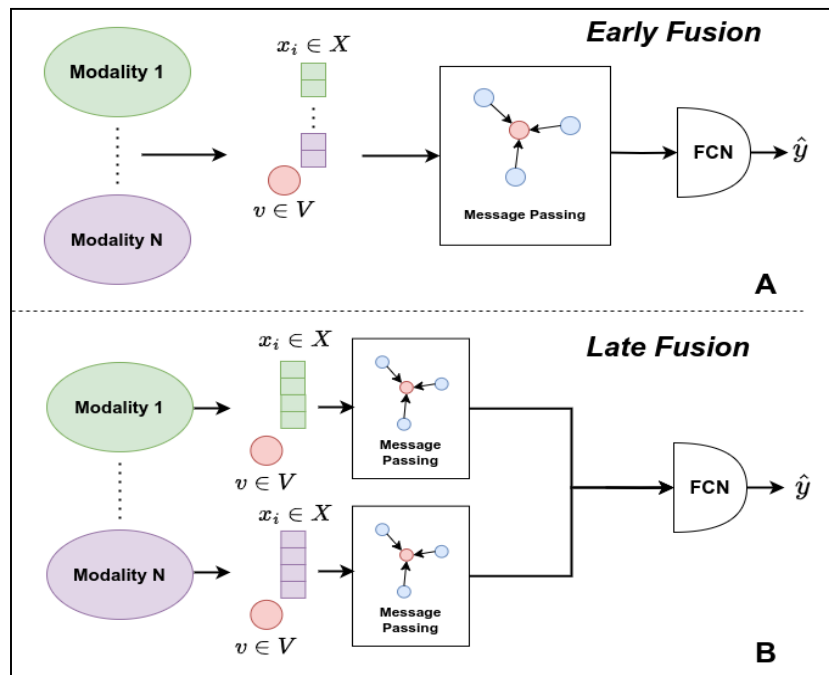 Early Fusion
Modality 1
x_i ∈ X
Modality N
v ∈ V
Message Passing
FCN
ŷ
A
Late Fusion
x_i ∈ X
Modality 1
v ∈ V
Message
Passing
x_i ∈ X
Modality N
v ∈ V
Message
Passing
FCN
ŷ
B